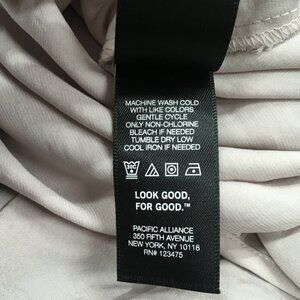 MACHINE WASH COLD
WITH LIKE COLORS
GENTLE CYCLE
ONLY NON-CHLORINE
BLEACH IF NEEDED
TUMBLE DRY LOW
COOL IRON IF NEEDED
LOOK GOOD,
FOR GOOD.™
PACIFIC ALLIANCE
350 FIFTH AVENUE
NEW YORK, NY 10118
RN# 123475